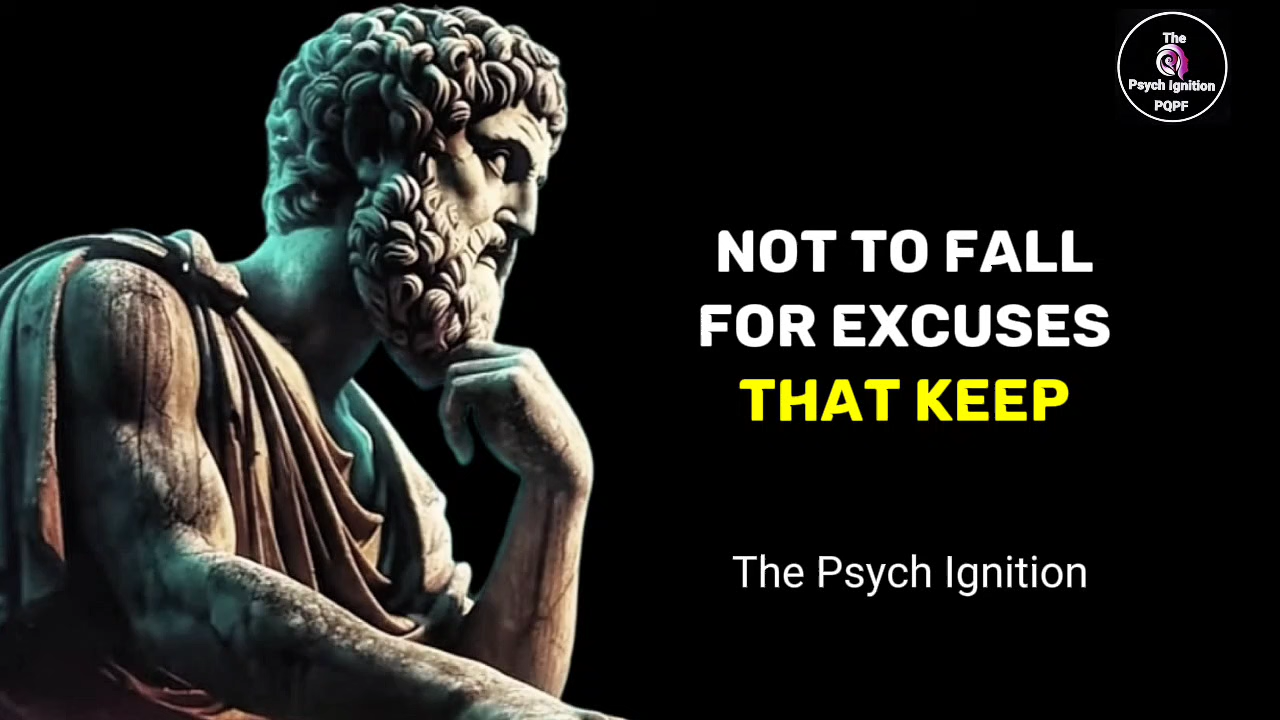 The
Psych Ignition
PQPF
NOT TO FALL
FOR EXCUSES
THAT KEEP
The Psych Ignition